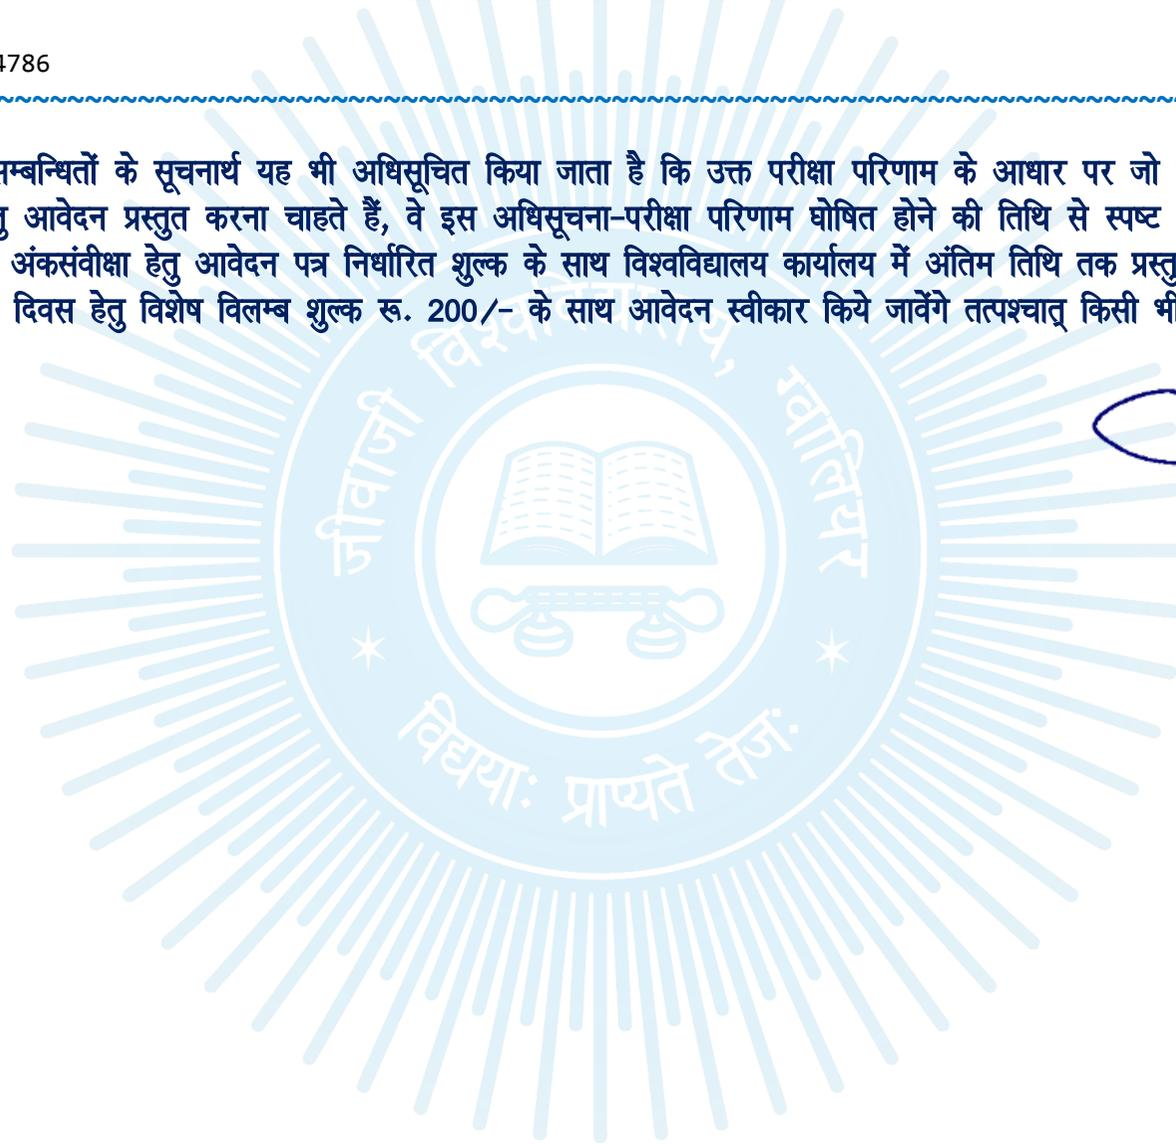 4786
सम्बन्धितों के सूचनार्थ यह भी अधिसूचित किया जाता है कि उक्त परीक्षा परिणाम के आधार पर जो
आवेदन प्रस्तुत करना चाहते हैं, वे इस अधिसूचना-परीक्षा परिणाम घोषित होने की तिथि से स्पष्ट
अंकसंवीक्षा हेतु आवेदन पत्र निर्धारित शुल्क के साथ विश्वविद्यालय कार्यालय में अंतिम तिथि तक
दिवस हेतु विशेष विलम्ब शुल्क रू. 200/- के साथ आवेदन स्वीकार किये जावेंगे तत्पश्चात् किसी भी
जीवाजी विश्वविद्यालय, ग्वालियर
विद्यया: प्राप्यते तेज: